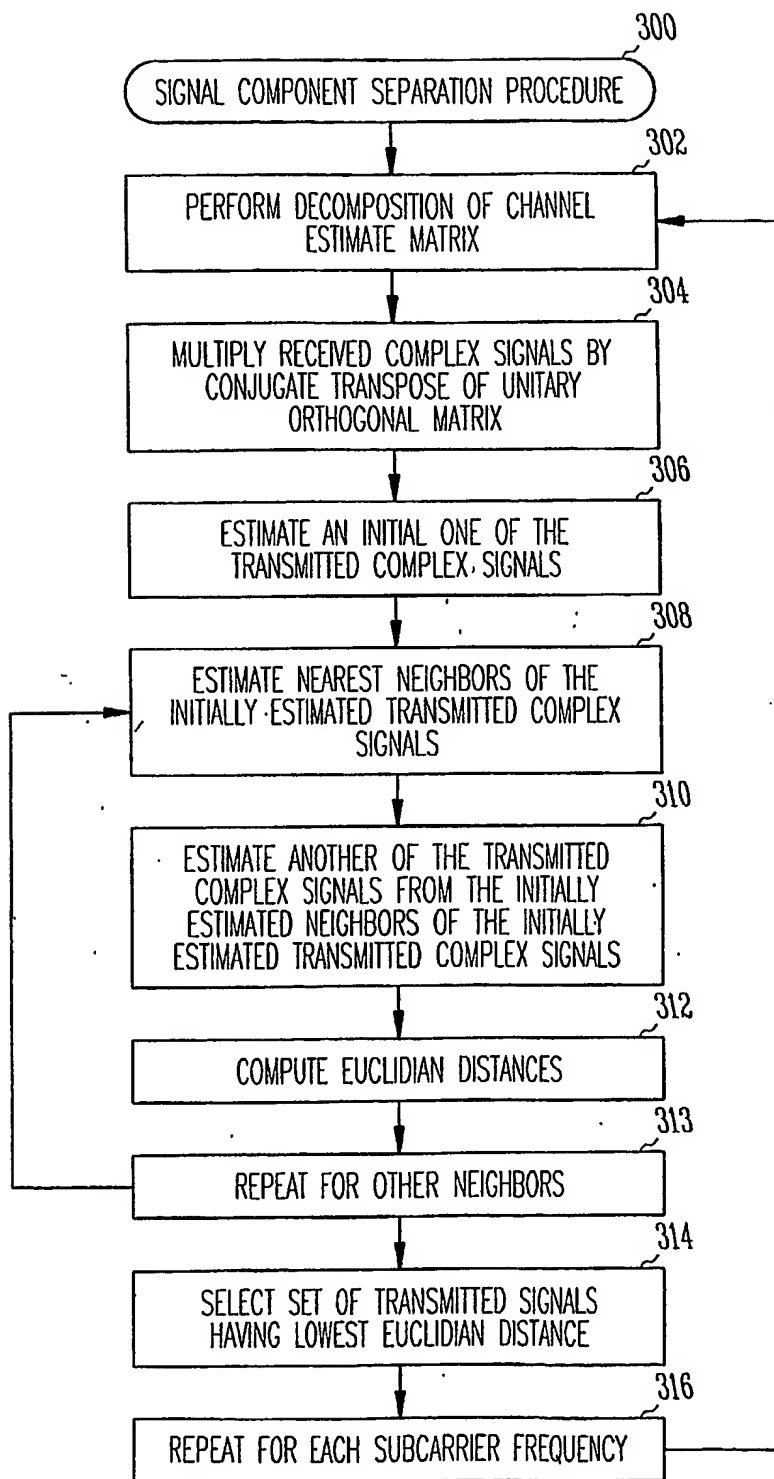 300
SIGNAL COMPONENT SEPARATION PROCEDURE
302
PERFORM DECOMPOSITION OF CHANNEL
ESTIMATE MATRIX
304
MULTIPLY RECEIVED COMPLEX SIGNALS BY
CONJUGATE TRANSPOSE OF UNITARY
ORTHOGONAL MATRIX
306
ESTIMATE AN INITIAL ONE OF THE
TRANSMITTED COMPLEX SIGNALS
308
ESTIMATE NEAREST NEIGHBORS OF THE
INITIALLY ESTIMATED TRANSMITTED COMPLEX
SIGNALS
310
ESTIMATE ANOTHER OF THE TRANSMITTED
COMPLEX SIGNALS FROM THE INITIALLY
ESTIMATED NEIGHBORS OF THE INITIALLY
ESTIMATED TRANSMITTED COMPLEX SIGNALS
312
COMPUTE EUCLIDIAN DISTANCES
313
REPEAT FOR OTHER NEIGHBORS
314
SELECT SET OF TRANSMITTED SIGNALS
HAVING LOWEST EUCLIDIAN DISTANCE
316
REPEAT FOR EACH SUBCARRIER FREQUENCY